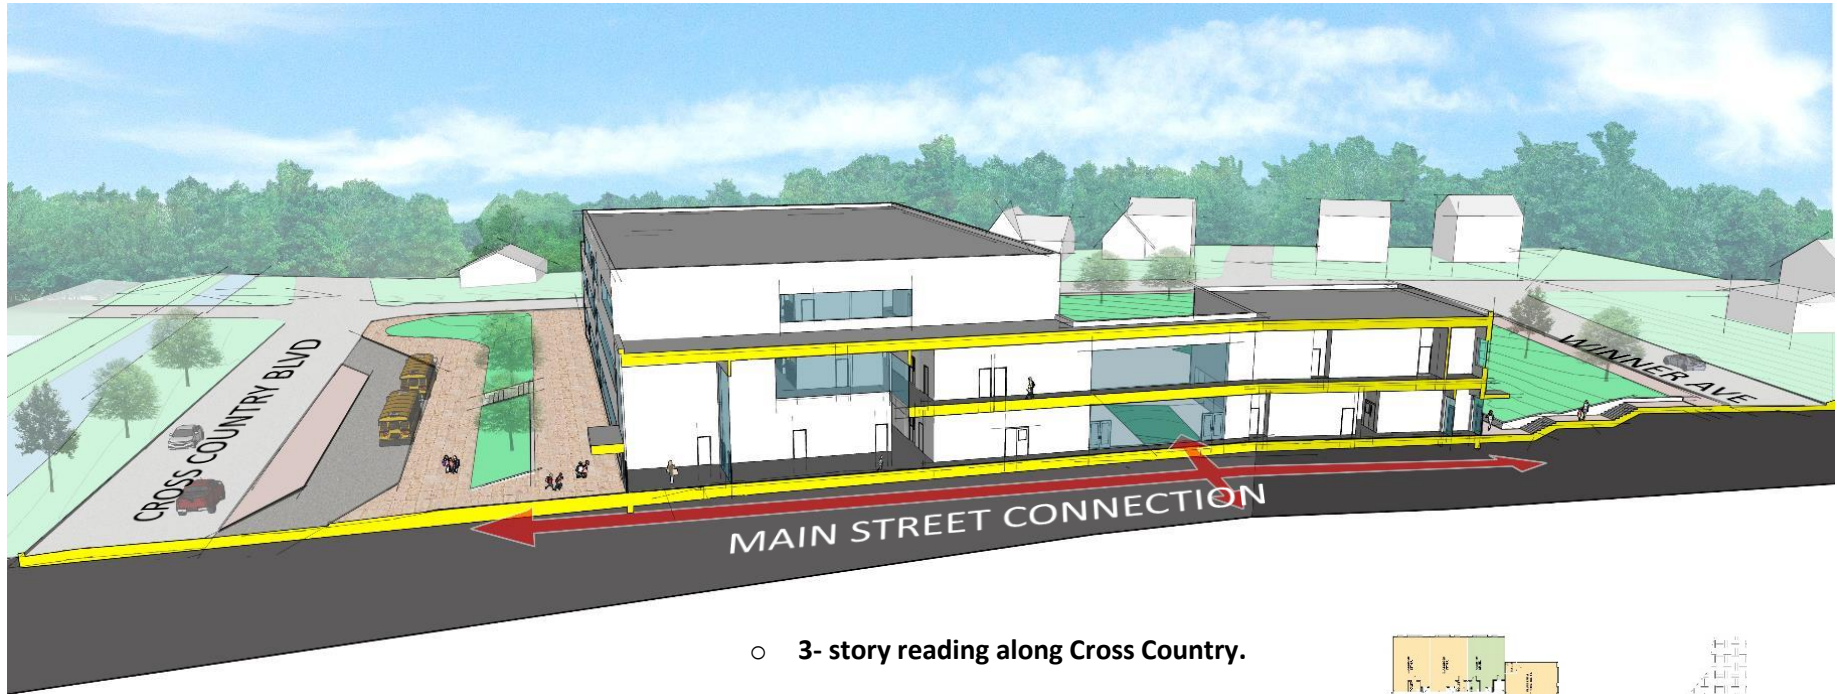 CROSS COUNTRY BLVD
WINNER AVE
MAIN STREET CONNECTION
○ 3- story reading along Cross Country.